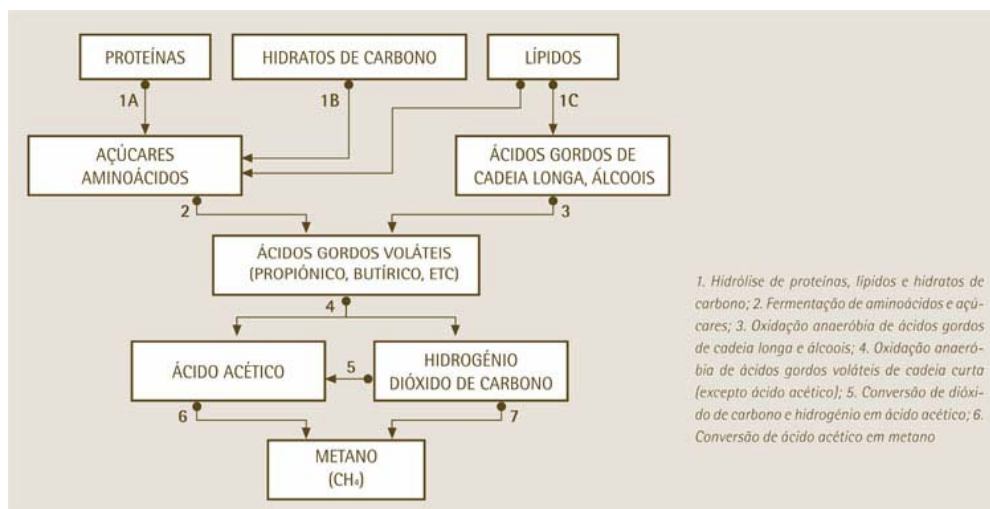 PROTEÍNAS
HIDRATOS DE CARBONO
LÍPIDOS
1A
1B
1C
AÇÚCARES
AMINOÁCIDOS
ÁCIDOS GORDOS DE
CADEIA LONGA, ÁLCOOIS
2
3
ÁCIDOS GORDOS VOLÁTEIS
(PROPIÓNICO, BUTÍRICO, ETC)
4
ÁCIDO ACÉTICO
5
HIDROGÉNIO
DIÓXIDO DE CARBONO
6
7
METANO
(CH₄)
1. Hidrólise de proteínas, lípidos e hidratos de
carbono; 2. Fermentação de aminoácidos e açú-
cares; 3. Oxidação anaeróbia de ácidos gordos
de cadeia longa e álcoois; 4. Oxidação anaeró-
bia de ácidos gordos voláteis de cadeia curta
(excepto ácido acético); 5. Conversão de dióxi-
do de carbono e hidrogénio em ácido acético; 6.
Conversão de ácido acético em metano